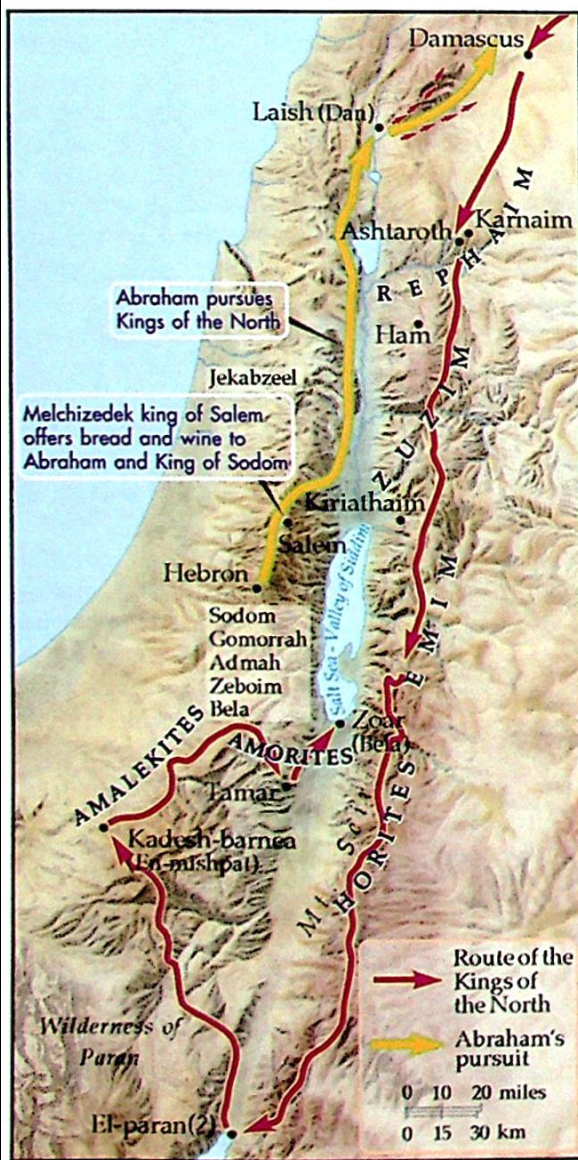 Damascus
Laish (Dan)
Ashtaroth
Karnaim
REPHAIM
Abraham pursues
Kings of the North
Ham
Jekabzeel
ZUZIM
Melchizedek king of Salem
offers bread and wine to
Abraham and King of Sodom
Kiriathaim
Salem
Hebron
Salt Sea - Valley of Siddim
EMIM
Sodom
Gomorrah
Admah
Zeboim
Bela
Zoar
(Bela)
AMALEKITES
AMORITES
Tamar
Kadesh-barnea
(En-mishpat)
Mt. Seir
HORITES
Wilderness of
Paran
El-paran(?)
Route of the
Kings of
the North
Abraham's
pursuit
0 10 20 miles
0 15 30 km